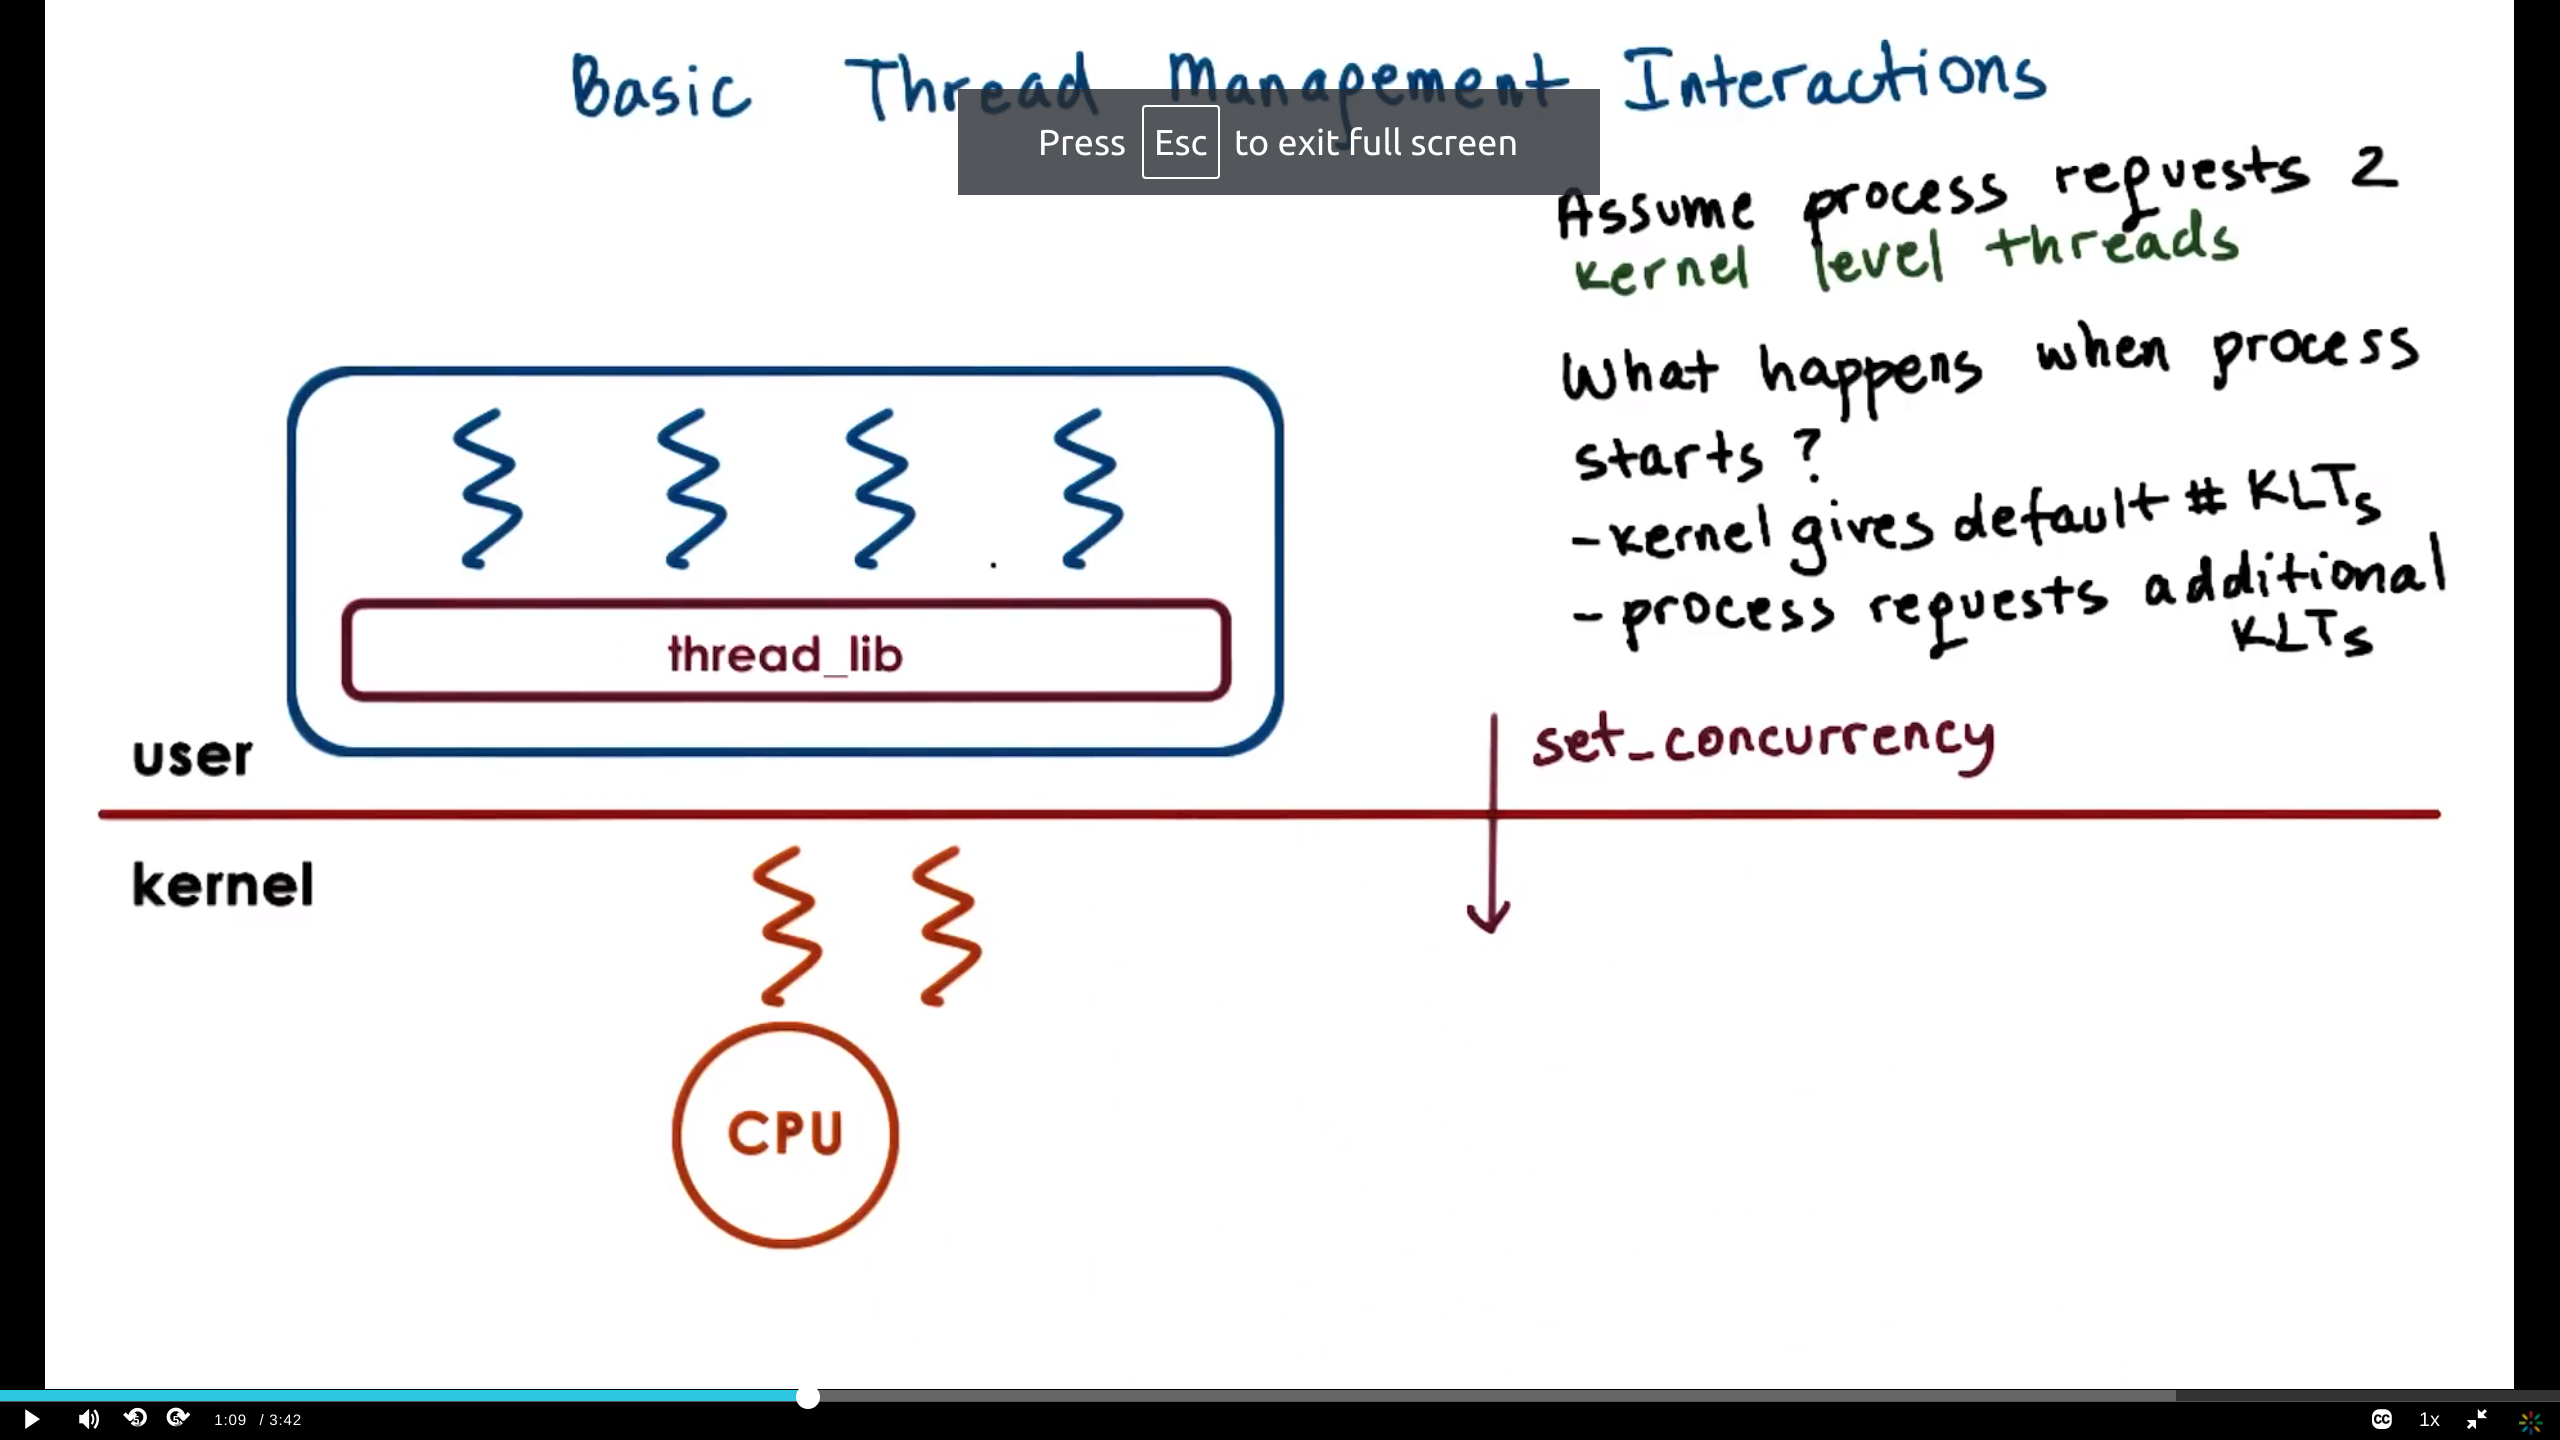 Basic Thread Management Interactions
Press Esc to exit full screen
Assume process requests 2
kernel level threads
What happens when process
starts?
- kernel gives default # KLTs
- process requests additional
KLTs
thread_lib
set_concurrency
user
kernel
CPU
1:09 / 3:42
CC
1x